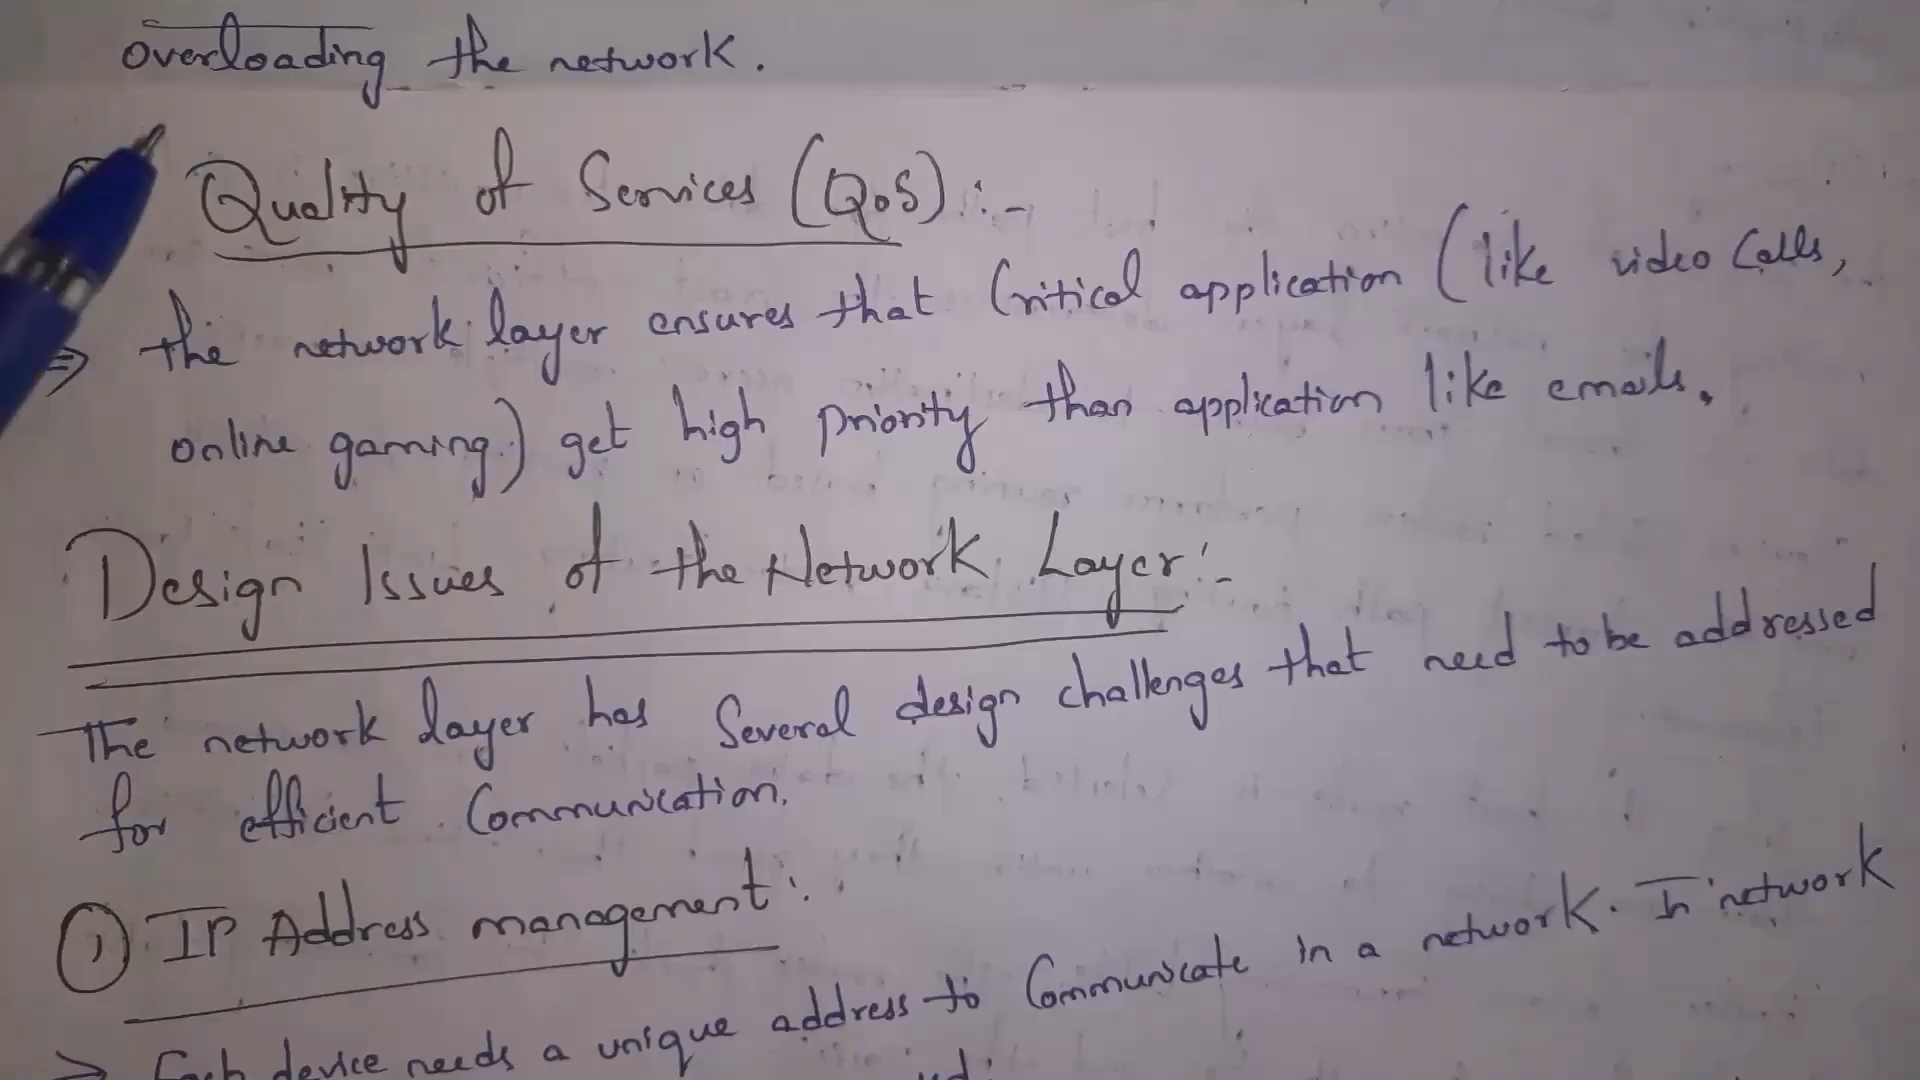 overloading the network.
Quality of Services (QoS) :-
⇒ the network layer ensures that Critical application (like video Calls,
online gaming) get high priority than application like emails.
Design Issues of the Network Layer :-
The network layer has Several design challenges that need to be addressed
for efficient Communication.
① IP Address management :
→ Each device needs a unique address to Communicate in a network. In network